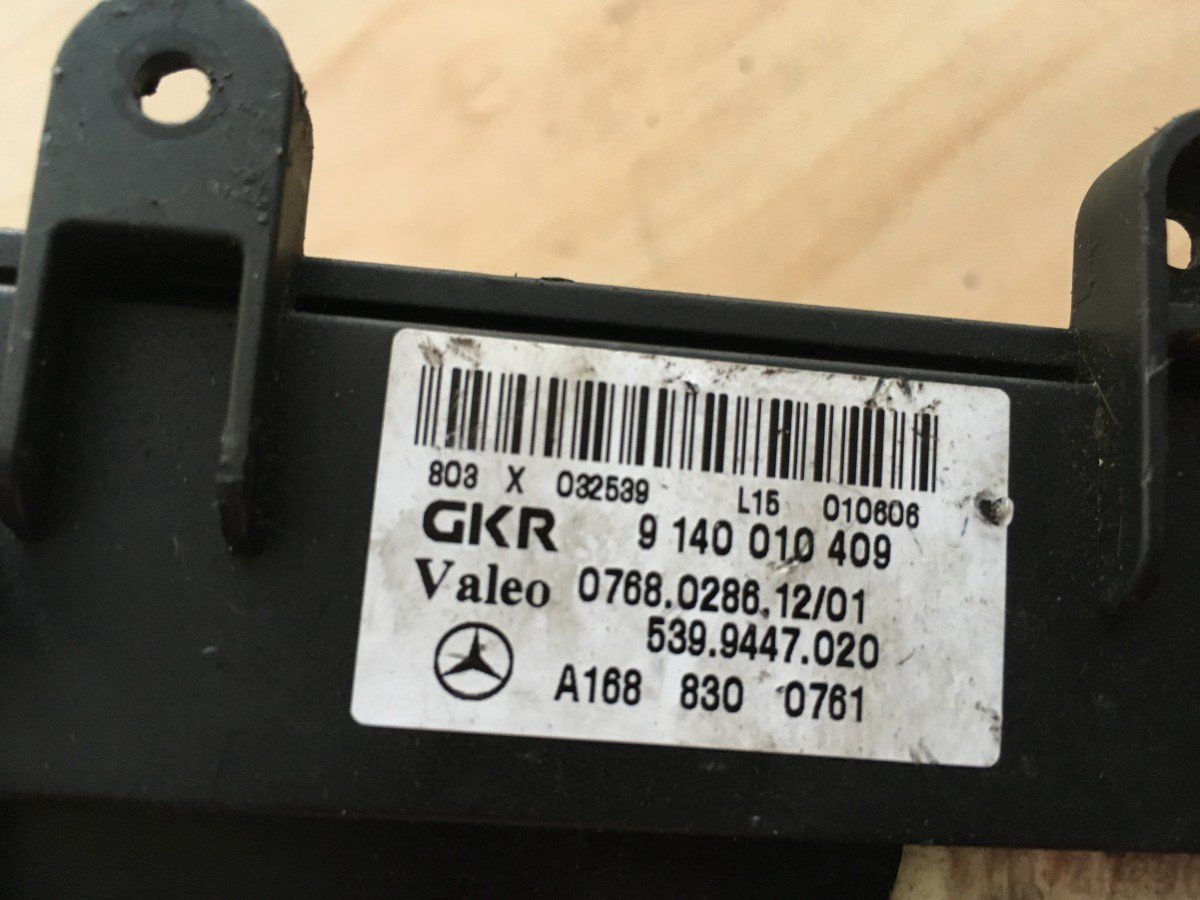 803 X 032539 L15 010606
GKR 9 140 010 409
Valeo 0768.0286.12/01
539.9447.020
A168 830 0761